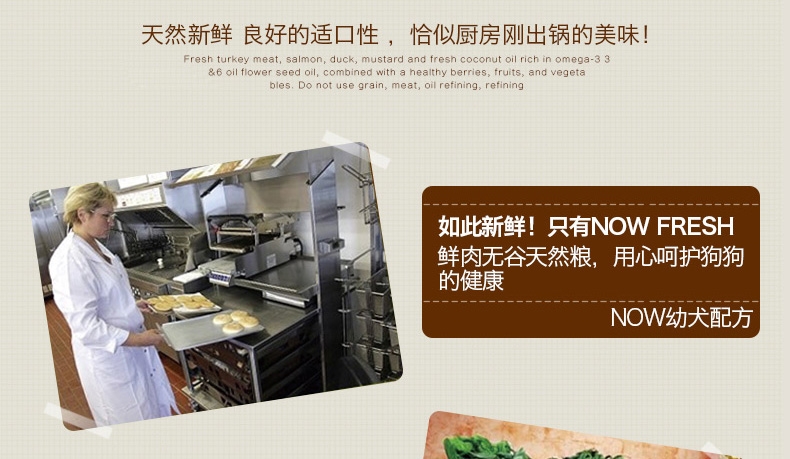 天然新鲜 良好的适口性 ，恰似厨房刚出锅的美味！
Fresh turkey meat, salmon, duck, mustard and fresh coconut oil rich in omega-3 3
&6 oil flower seed oil, combined with a healthy berries, fruits, and vegeta
bles. Do not use grain, meat, oil refining, refining
如此新鲜！只有NOW FRESH
鲜肉无谷天然粮，用心呵护狗狗
的健康
NOW幼犬配方